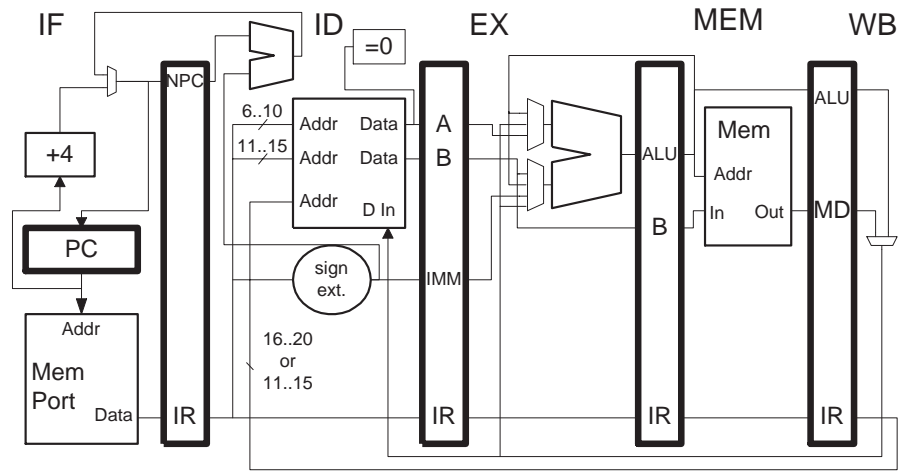 IF
ID
EX
MEM
WB
=0
NPC
+4
PC
Addr
Mem
Port
Data
IR
6..10
11..15
Addr
Data
Addr
Data
Addr
D In
sign
ext.
16..20
or
11..15
A
B
IMM
IR
ALU
B
IR
Mem
Addr
In
Out
ALU
MD
IR